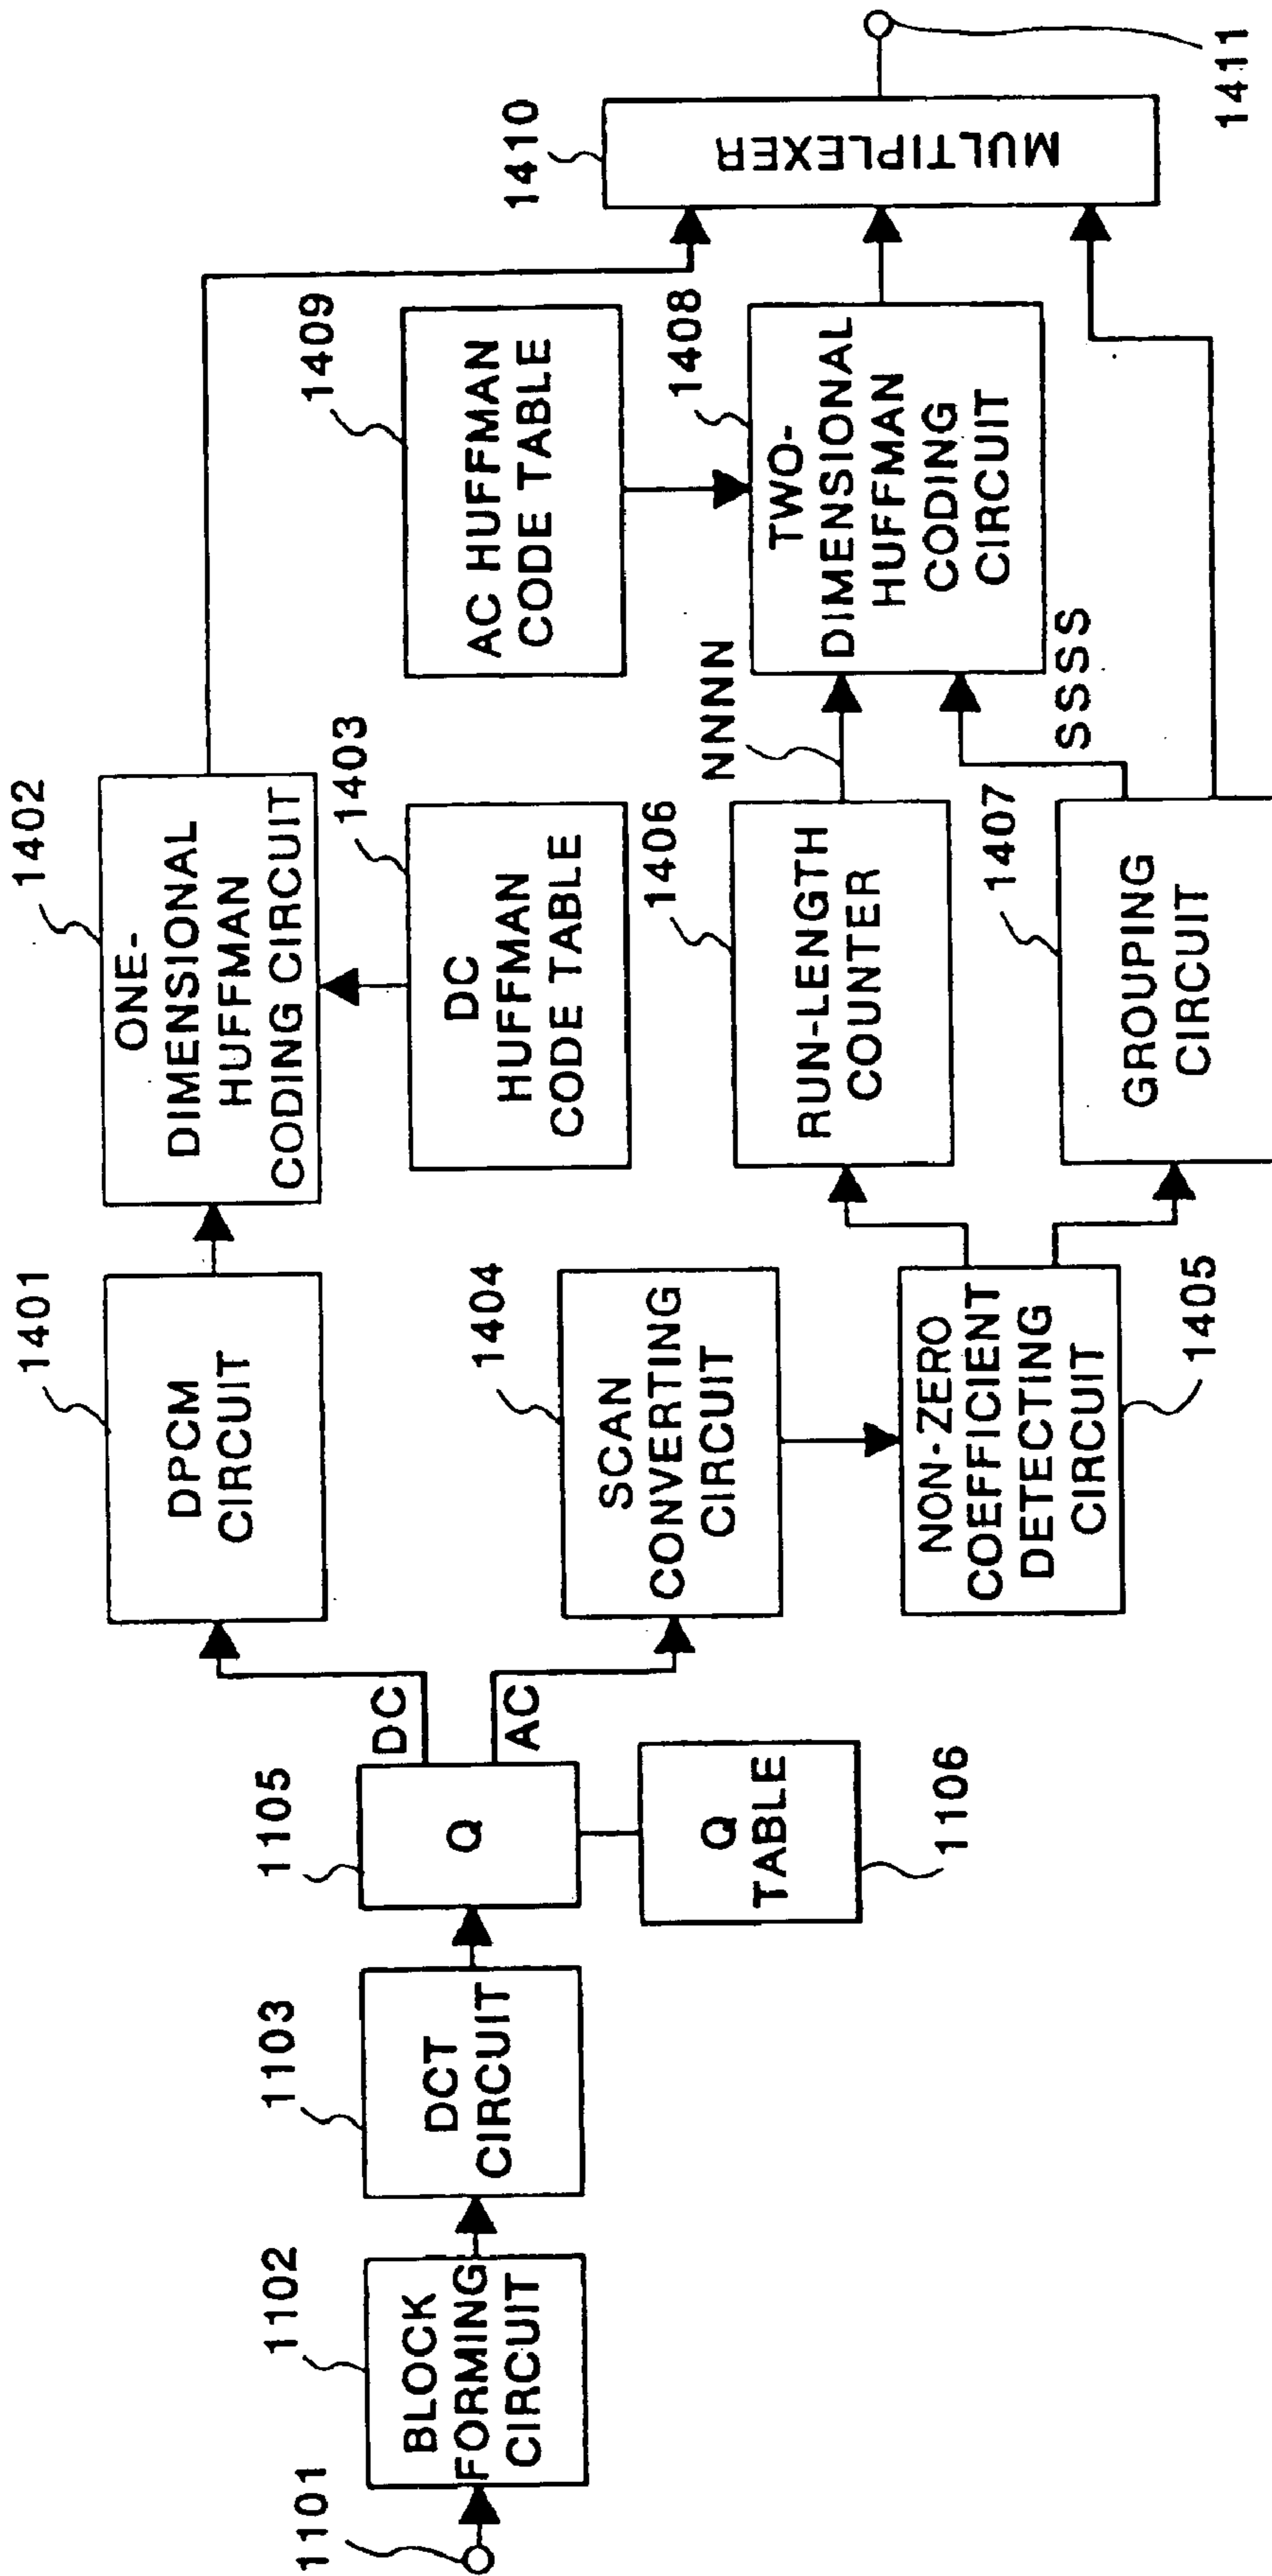 1101
1102
BLOCK
FORMING
CIRCUIT
1103
DCT
CIRCUIT
1105
Q
1106
Q
TABLE
DC
AC
1401
DPCM
CIRCUIT
1402
ONE-
DIMENSIONAL
HUFFMAN
CODING CIRCUIT
1403
DC
HUFFMAN
CODE TABLE
1404
SCAN
CONVERTING
CIRCUIT
1405
NON-ZERO
COEFFICIENT
DETECTING
CIRCUIT
1406
RUN-LENGTH
COUNTER
NNNN
1407
GROUPING
CIRCUIT
SSSS
1409
AC HUFFMAN
CODE TABLE
1408
TWO-
DIMENSIONAL
HUFFMAN
CODING
CIRCUIT
1410
MULTIPLEXER
1411